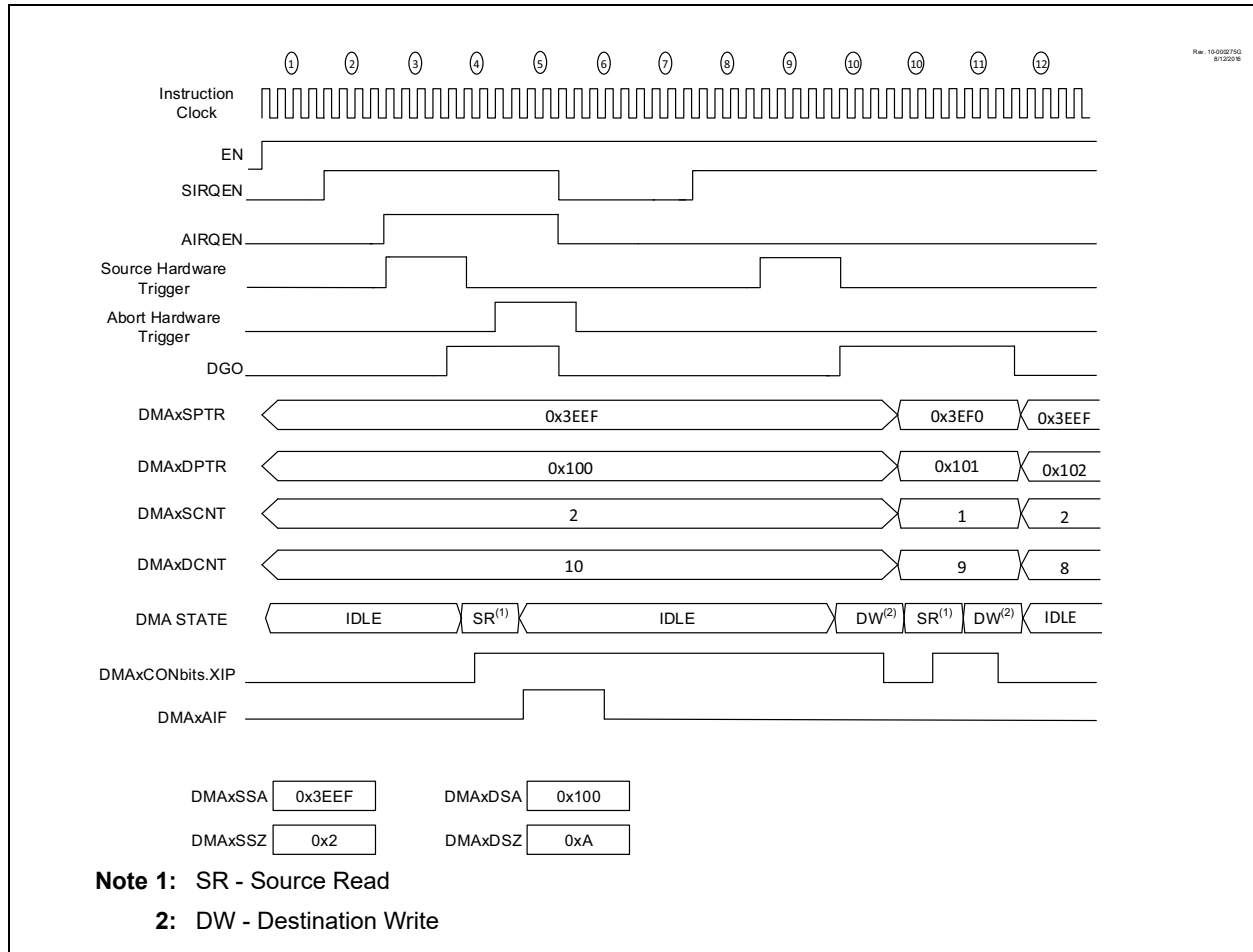 Rev. 10-000275G
8/12/2016
1 2 3 4 5 6 7 8 9 10 10 11 12
Instruction
Clock
EN
SIRQEN
AIRQEN
Source Hardware
Trigger
Abort Hardware
Trigger
DGO
DMAxSPTR 0x3EEF 0x3EF0 0x3EEF
DMAxDPTR 0x100 0x101 0x102
DMAxSCNT 2 1 2
DMAxDCNT 10 9 8
DMA STATE IDLE SR(1) IDLE DW(2) SR(1) DW(2) IDLE
DMAxCONbits.XIP
DMAxAIF
DMAxSSA 0x3EEF DMAxDSA 0x100
DMAxSSZ 0x2 DMAxDSZ 0xA
Note 1: SR - Source Read
2: DW - Destination Write